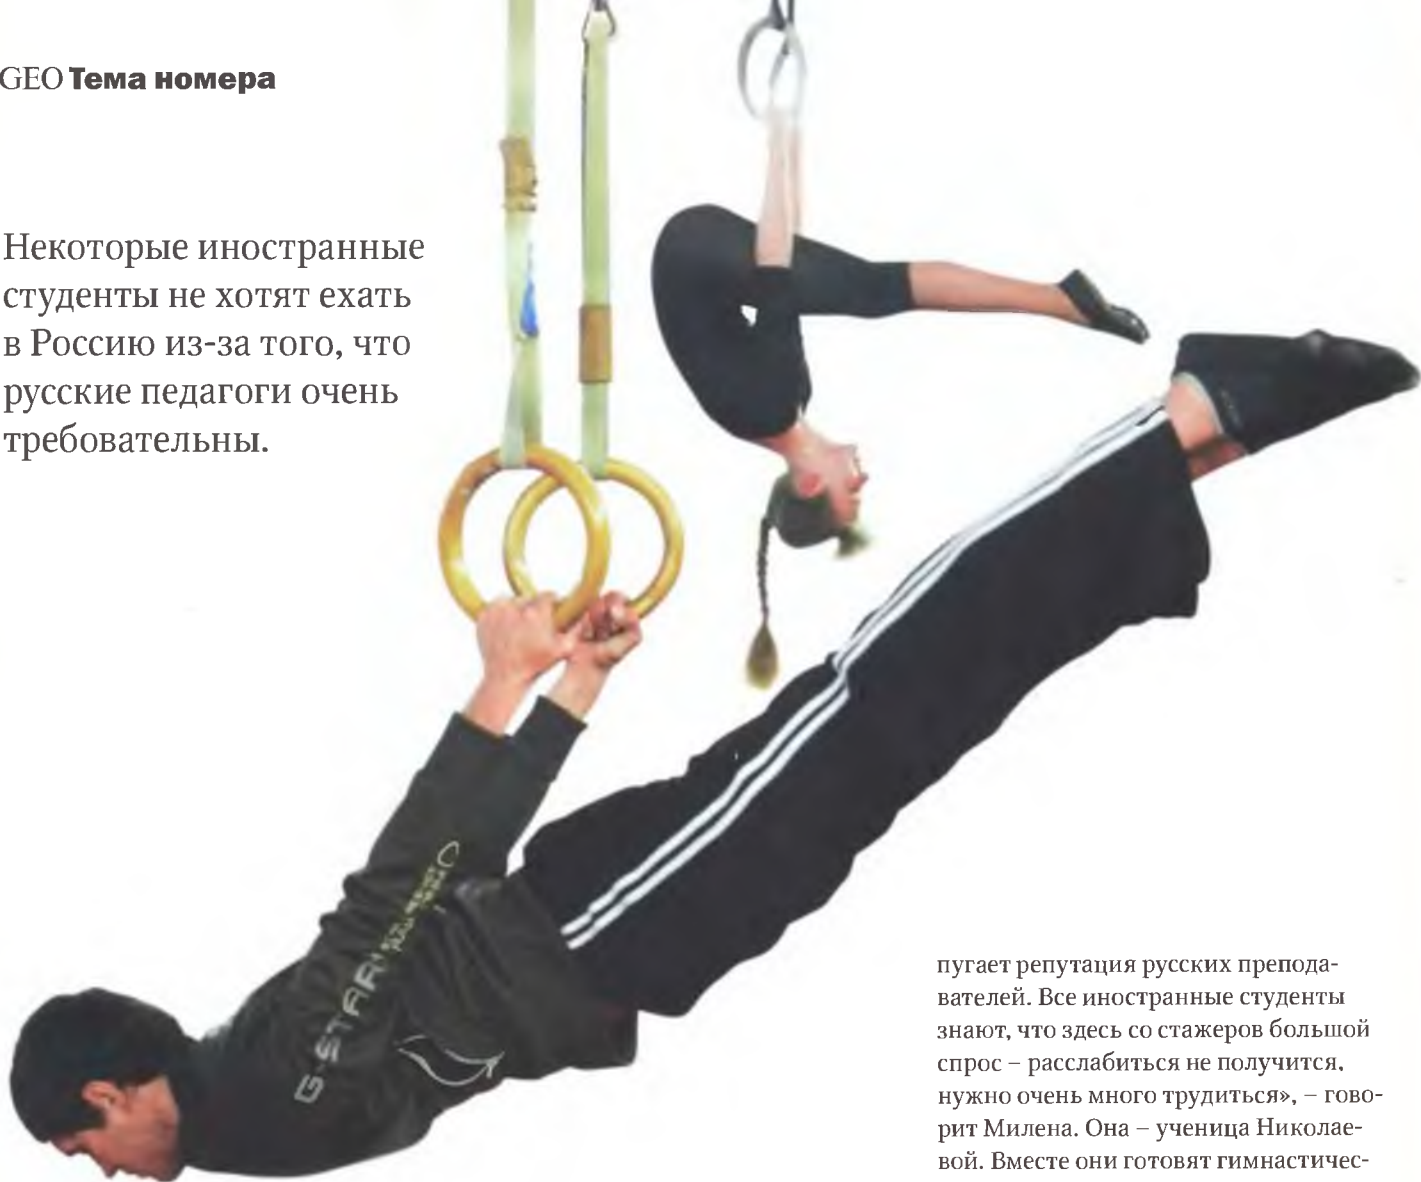 GEO Тема номера
Некоторые иностранные
студенты не хотят ехать
в Россию из-за того, что
русские педагоги очень
требовательны.
G-STAR
пугает репутация русских препода-
вателей. Все иностранные студенты
знают, что здесь со стажеров большой
спрос – расслабиться не получится,
нужно очень много трудиться», – гово-
рит Милена. Она – ученица Николае-
вой. Вместе они готовят гимнастичес-